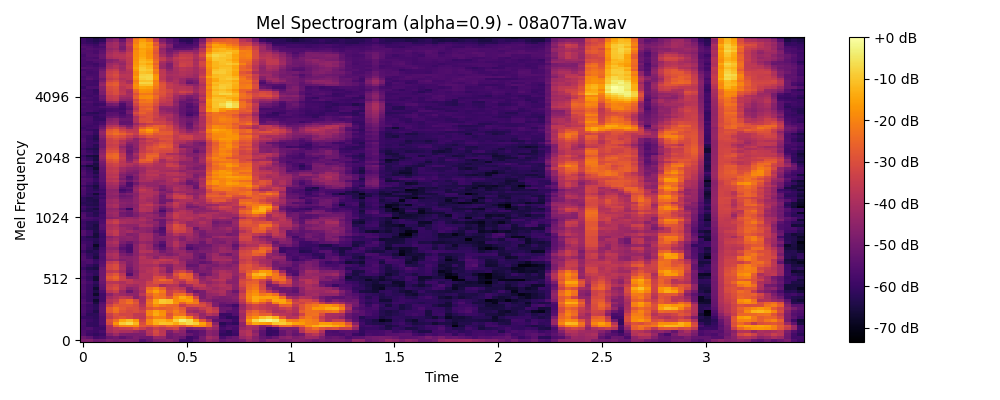 Mel Spectrogram (alpha=0.9) - 08a07Ta.wav
Mel Frequency
4096
2048
1024
512
0
0
0.5
1
1.5
2
2.5
3
Time
+0 dB
-10 dB
-20 dB
-30 dB
-40 dB
-50 dB
-60 dB
-70 dB